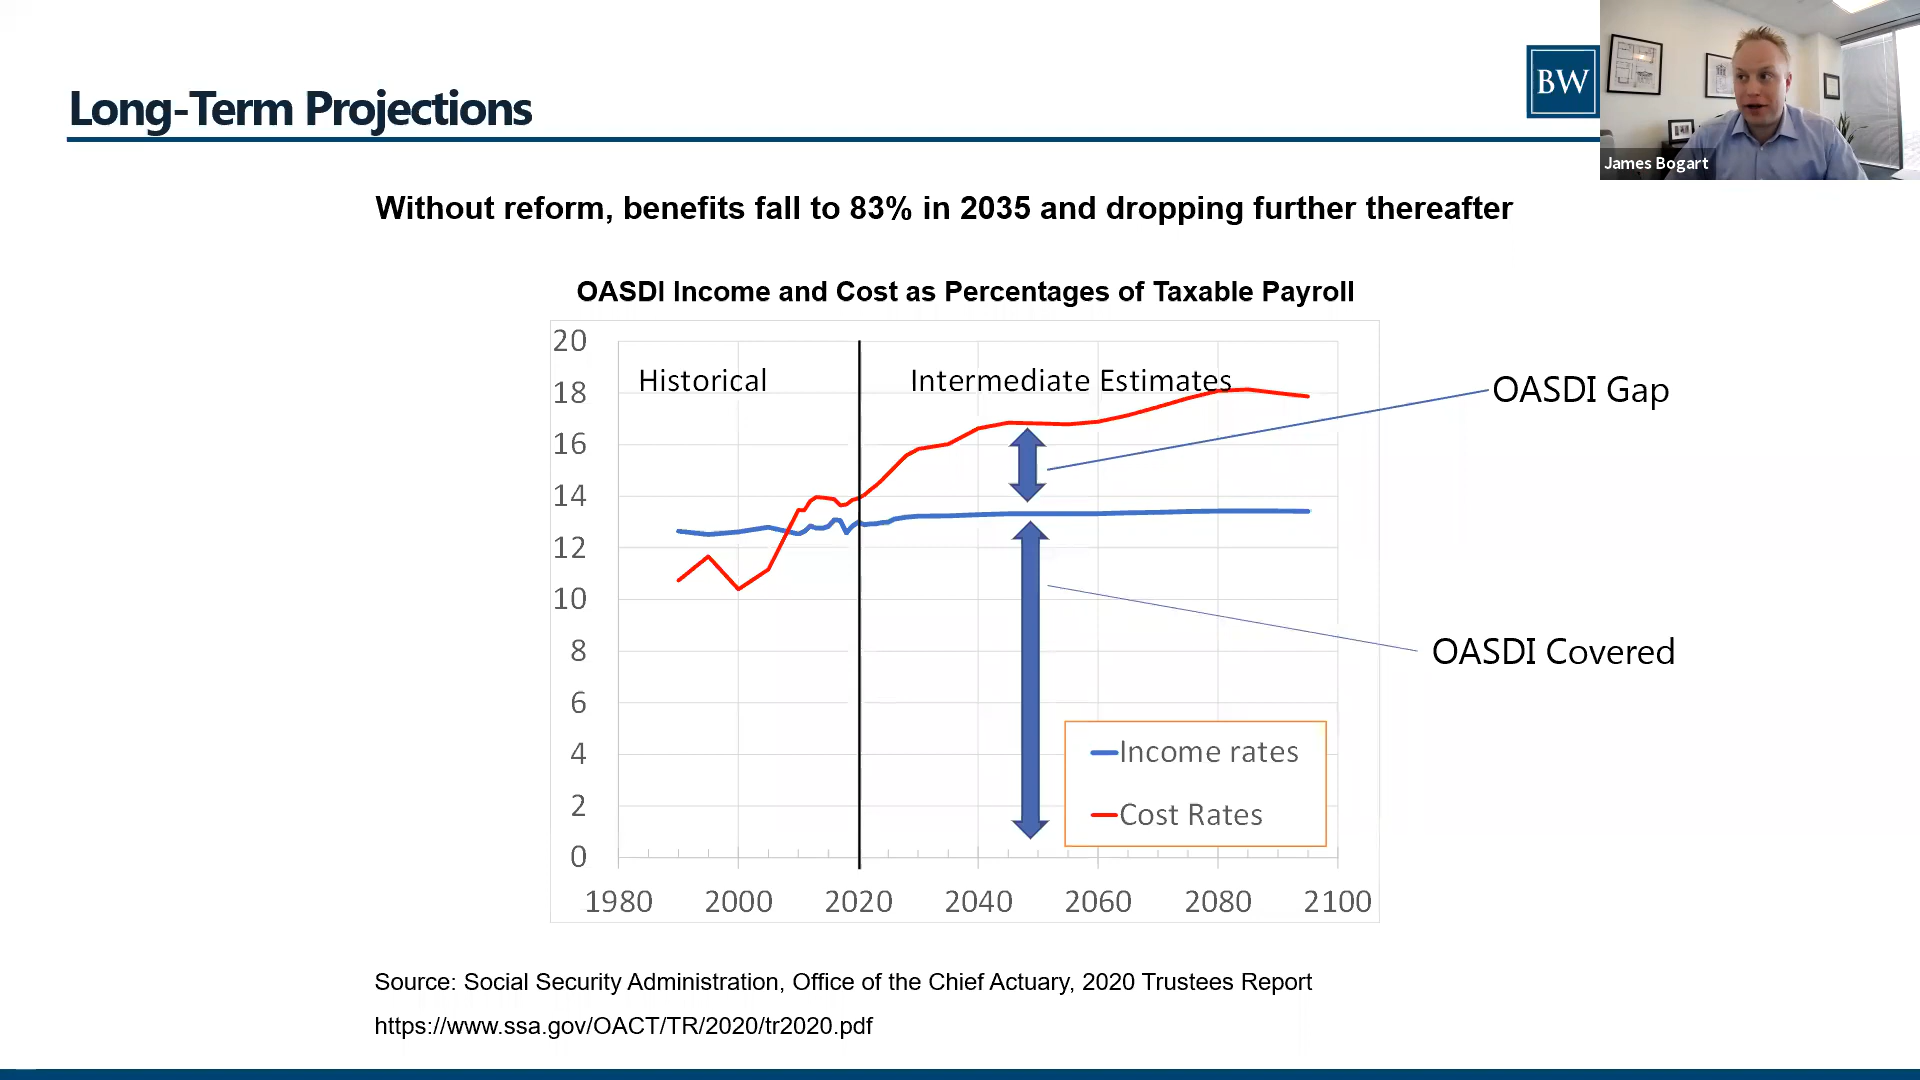 Long-Term Projections
BW
James Bogart
Without reform, benefits fall to 83% in 2035 and dropping further thereafter
OASDI Income and Cost as Percentages of Taxable Payroll
20
18
16
14
12
10
8
6
4
2
0
Historical
Intermediate Estimates
OASDI Gap
OASDI Covered
Income rates
Cost Rates
1980 2000 2020 2040 2060 2080 2100
Source: Social Security Administration, Office of the Chief Actuary, 2020 Trustees Report
https://www.ssa.gov/OACT/TR/2020/tr2020.pdf